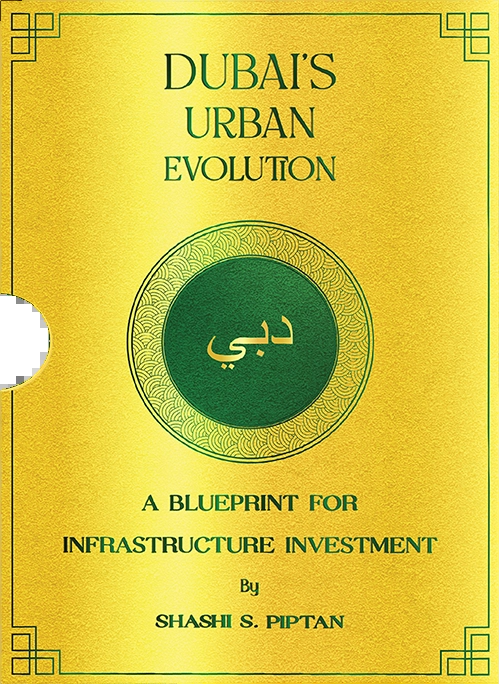 DUBAI'S
URBAN
EVOLUTION
دبي
A BLUEPRINT FOR
INFRASTRUCTURE INVESTMENT
By
SHASHI S. PIPTAN